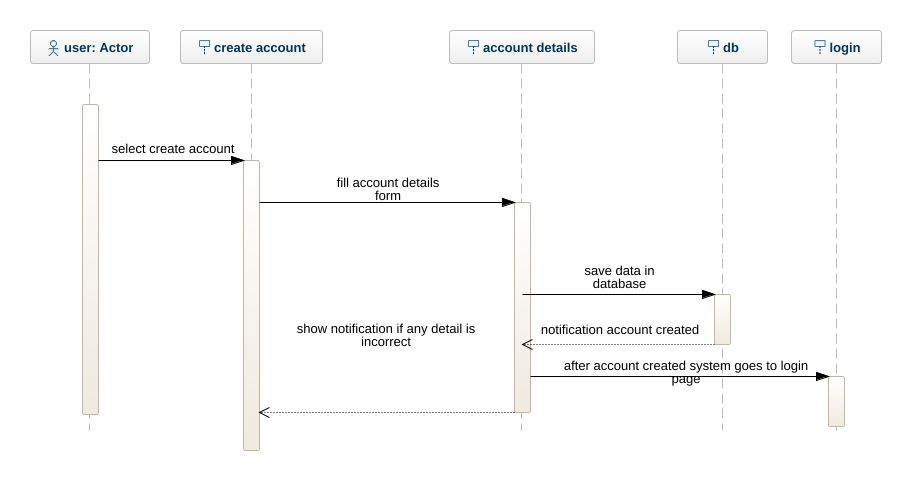 user: Actor
create account
account details
db
login
select create account
fill account details
form
save data in
database
show notification if any detail is
incorrect
notification account created
after account created system goes to login
page